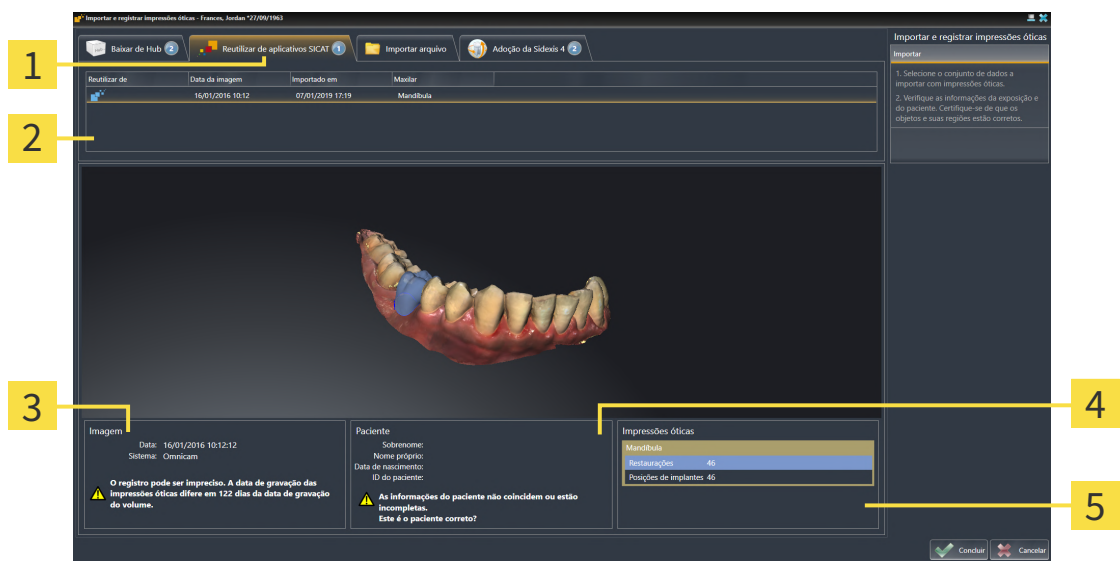 Importar e registrar impressões óticas - Frances, Jordan *27/09/1963
Baixar de Hub 2
Reutilizar de aplicativos SICAT 1
Importar arquivo
Adoção da Sidexis 4 2
Importar e registrar impressões óticas
Importar
1. Selecione o conjunto de dados a
importar com impressões óticas.
2. Verifique as informações da exposição e
do paciente. Certifique-se de que os
objetos e suas regiões estão corretos.
1
Reutilizar de Data da imagem Importado em Maxilar
16/01/2016 10:12 07/01/2019 17:19 Mandíbula
2
3
4
Imagem
Data: 16/01/2016 10:12:12
Sistema: Omnicam
O registro pode ser impreciso. A data de gravação das
impressões óticas difere em 122 dias da data de gravação
do volume.
Paciente
Sobrenome:
Nome próprio:
Data de nascimento:
ID do paciente:
As informações do paciente não coincidem ou estão
incompletas.
Este é o paciente correto?
Impressões óticas
Mandíbula
Restaurações 46
Posições de implantes 46
5
Concluir
Cancelar